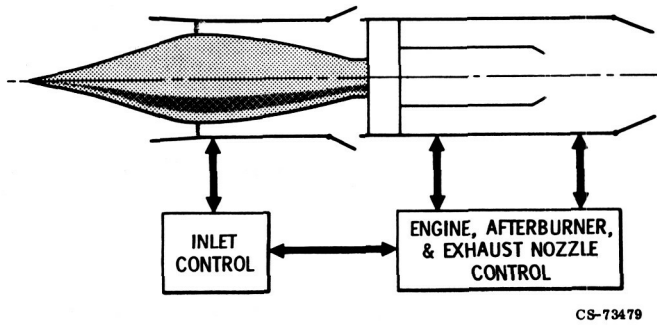 INLET
CONTROL
ENGINE, AFTERBURNER,
& EXHAUST NOZZLE
CONTROL
CS-73479